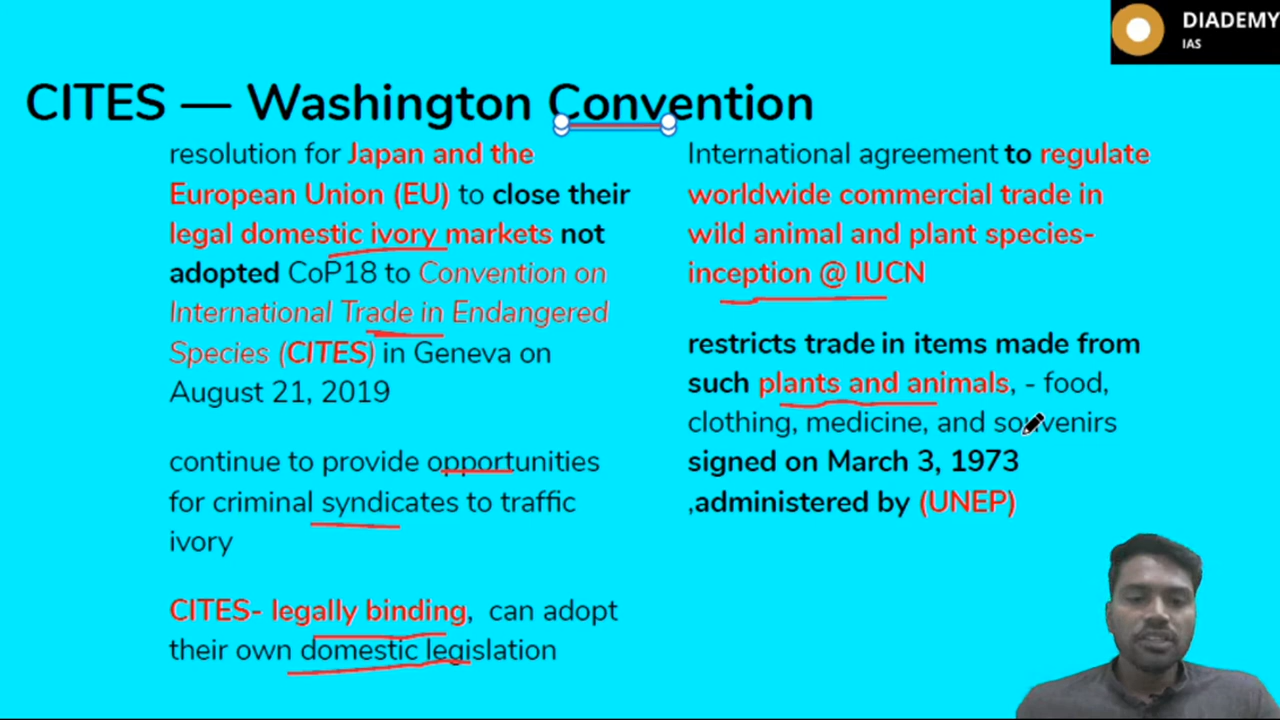 DIADEMY
IAS
CITES — Washington Convention
resolution for Japan and the
European Union (EU) to close their
legal domestic ivory markets not
adopted CoP18 to Convention on
International Trade in Endangered
Species (CITES) in Geneva on
August 21, 2019
continue to provide opportunities
for criminal syndicates to traffic
ivory
CITES- legally binding, can adopt
their own domestic legislation
International agreement to regulate
worldwide commercial trade in
wild animal and plant species-
inception @ IUCN
restricts trade in items made from
such plants and animals, - food,
clothing, medicine, and souvenirs
signed on March 3, 1973
,administered by (UNEP)